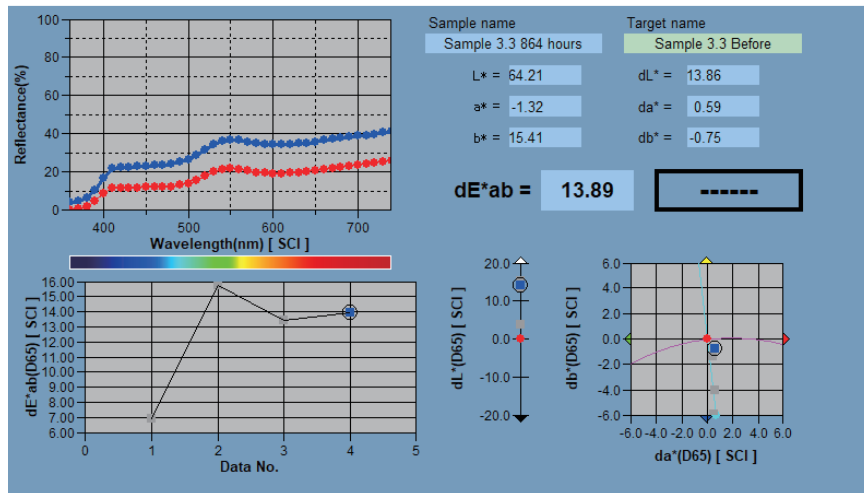 Sample name
Target name
Sample 3.3 864 hours
Sample 3.3 Before
L* = 64.21
dL* = 13.86
a* = -1.32
da* = 0.59
b* = 15.41
db* = -0.75
dE*ab = 13.89
------
Reflectance(%)
100
80
60
40
20
0
400
500
600
700
Wavelength(nm) [ SCI ]
dE*ab(D65) [ SCI ]
16.00
15.00
14.00
13.00
12.00
11.00
10.00
9.00
8.00
7.00
6.00
0
1
2
3
4
5
Data No.
dL*(D65) [ SCI ]
20.0
10.0
0.0
-10.0
-20.0
db*(D65) [ SCI ]
6.0
4.0
2.0
0.0
-2.0
-4.0
-6.0
-6.0 -4.0 -2.0 0.0 2.0 4.0 6.0
da*(D65) [ SCI ]